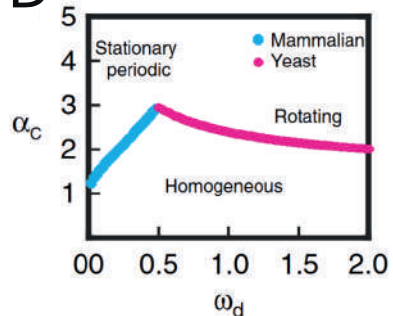 5
Stationary
periodic
Mammalian
Yeast
4
3
αc
Rotating
2
Homogeneous
1
00 0.5 1.0 1.5 2.0
ωd